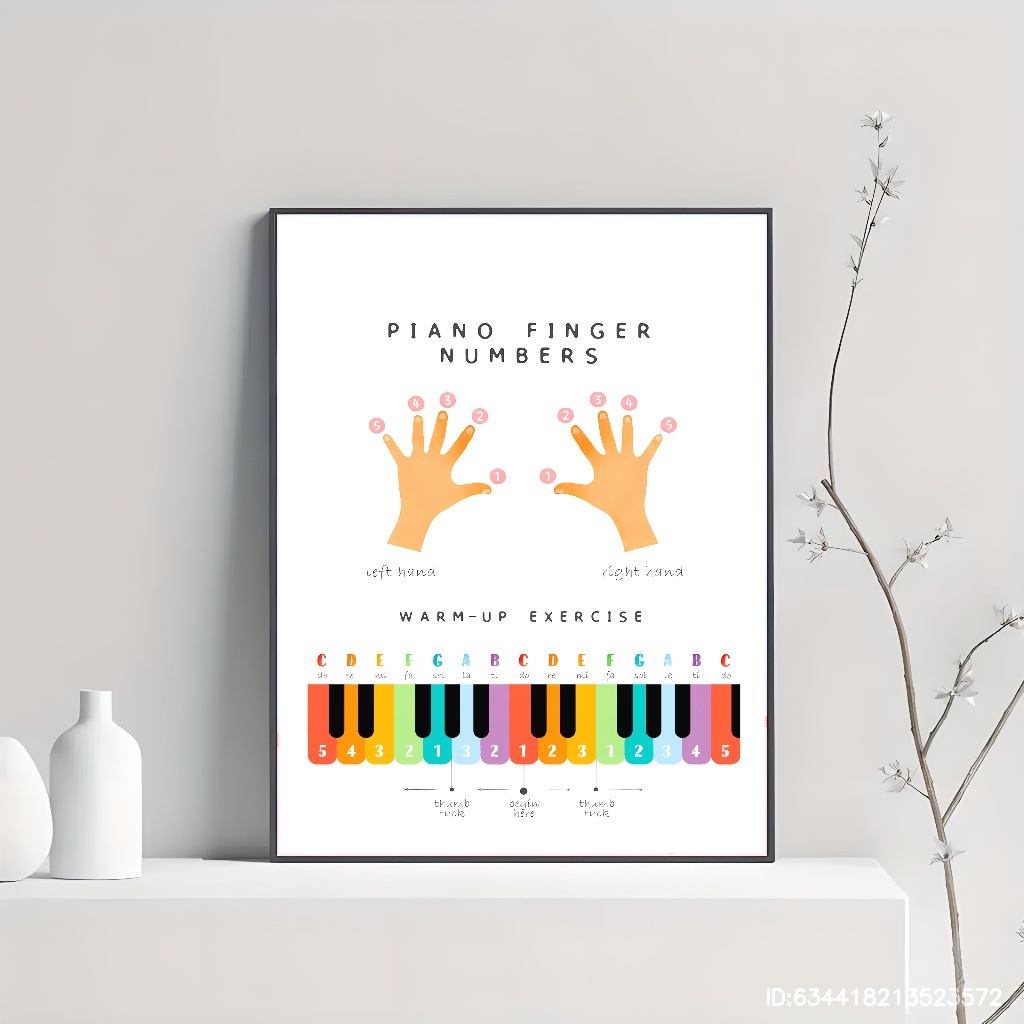 PIANO FINGER
NUMBERS
5 4 3 2 1 1 2 3 4 5
left hand right hand
WARM-UP EXERCISE
C D E F G A B C D E F G A B C
do re mi fa sol la ti do re mi fa sol la ti do
5 4 3 2 1 3 2 1 2 3 1 2 3 4 5
thumb begin thumb
tuck here tuck
ID:634418213523572